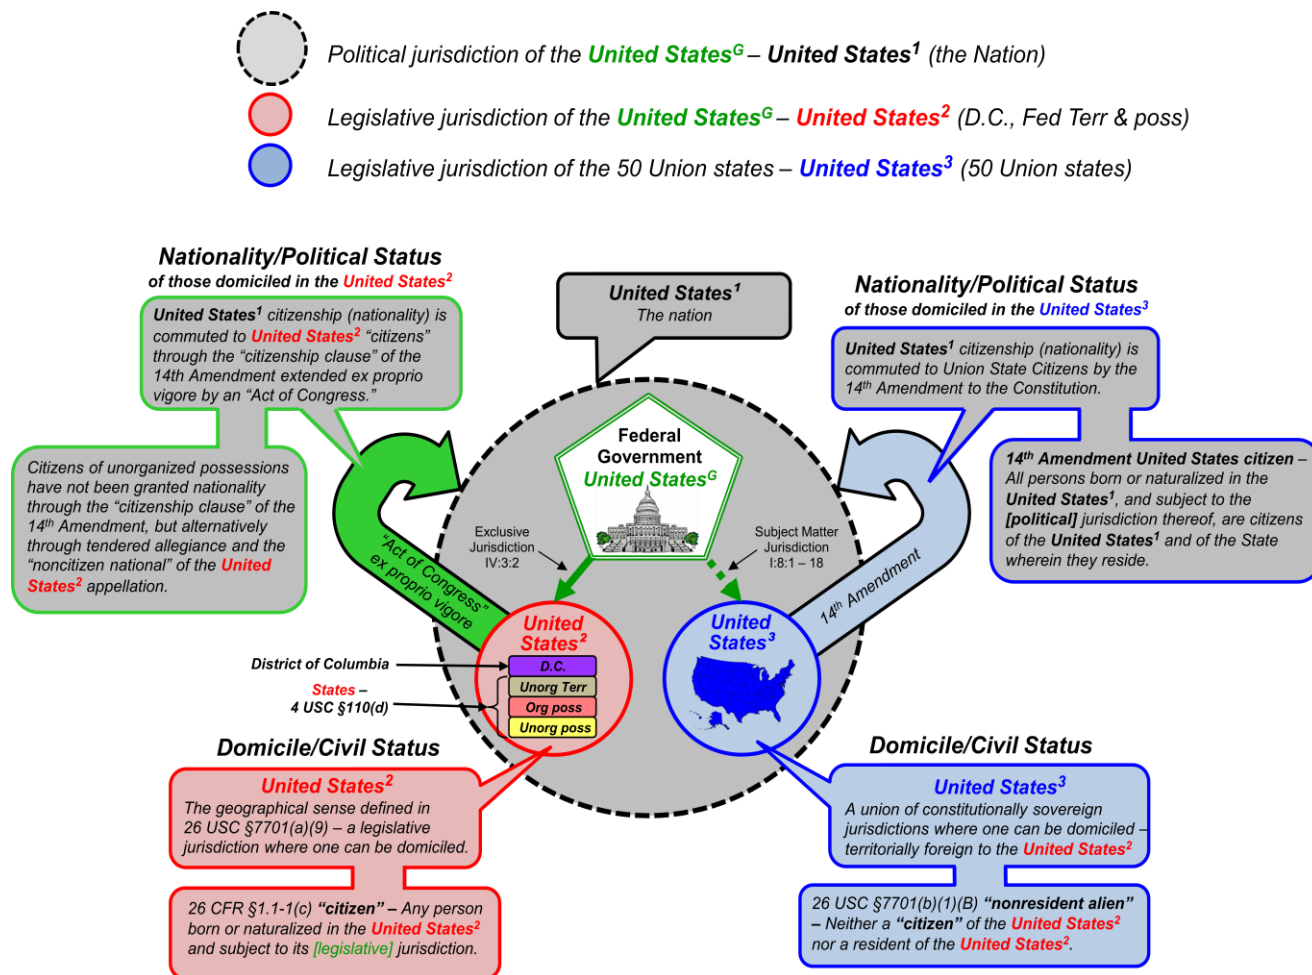 Political jurisdiction of the United Statesᴳ – United States¹ (the Nation)
Legislative jurisdiction of the United Statesᴳ – United States² (D.C., Fed Terr & poss)
Legislative jurisdiction of the 50 Union states – United States³ (50 Union states)
Nationality/Political Status
of those domiciled in the United States²
United States¹ citizenship (nationality) is
commuted to United States² “citizens”
through the “citizenship clause” of the
14th Amendment extended ex proprio
vigore by an “Act of Congress.”
Citizens of unorganized possessions
have not been granted nationality
through the “citizenship clause” of the
14ᵗʰ Amendment, but alternatively
through tendered allegiance and the
“noncitizen national” of the United
States² appellation.
United States¹
The nation
Nationality/Political Status
of those domiciled in the United States³
United States¹ citizenship (nationality) is
commuted to Union State Citizens by the
14ᵗʰ Amendment to the Constitution.
14ᵗʰ Amendment United States citizen –
All persons born or naturalized in the
United States¹, and subject to the
[political] jurisdiction thereof, are citizens
of the United States¹ and of the State
wherein they reside.
Federal
Government
United Statesᴳ
Exclusive
Jurisdiction
IV:3:2
Subject Matter
Jurisdiction
I:8:1 – 18
“Act of Congress”
ex proprio vigore
14ᵗʰ Amendment
United
States²
D.C.
Unorg Terr
Org poss
Unorg poss
District of Columbia
States –
4 USC §110(d)
United
States³
Domicile/Civil Status
United States²
The geographical sense defined in
26 USC §7701(a)(9) – a legislative
jurisdiction where one can be domiciled.
26 CFR §1.1-1(c) “citizen” – Any person
born or naturalized in the United States²
and subject to its [legislative] jurisdiction.
Domicile/Civil Status
United States³
A union of constitutionally sovereign
jurisdictions where one can be domiciled –
territorially foreign to the United States²
26 USC §7701(b)(1)(B) “nonresident alien”
– Neither a “citizen” of the United States²
nor a resident of the United States².